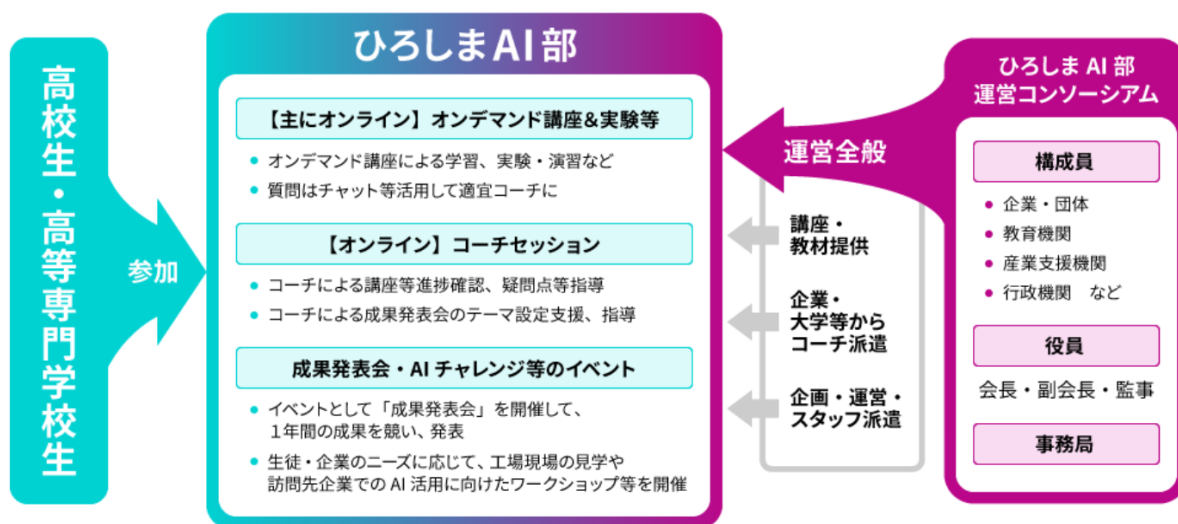 高校生・高等専門学校生
参加
ひろしまAI部
【主にオンライン】オンデマンド講座&実験等
オンデマンド講座による学習、実験・演習など
質問はチャット等活用して適宜コーチに
【オンライン】コーチセッション
コーチによる講座等進捗確認、疑問点等指導
コーチによる成果発表会のテーマ設定支援、指導
成果発表会・AIチャレンジ等のイベント
イベントとして「成果発表会」を開催して、
1年間の成果を競い、発表
生徒・企業のニーズに応じて、工場現場の見学や
訪問先企業でのAI活用に向けたワークショップ等を開催
運営全般
講座・
教材提供
企業・
大学等から
コーチ派遣
企画・運営・
スタッフ派遣
ひろしまAI部
運営コンソーシアム
構成員
企業・団体
教育機関
産業支援機関
行政機関 など
役員
会長・副会長・監事
事務局